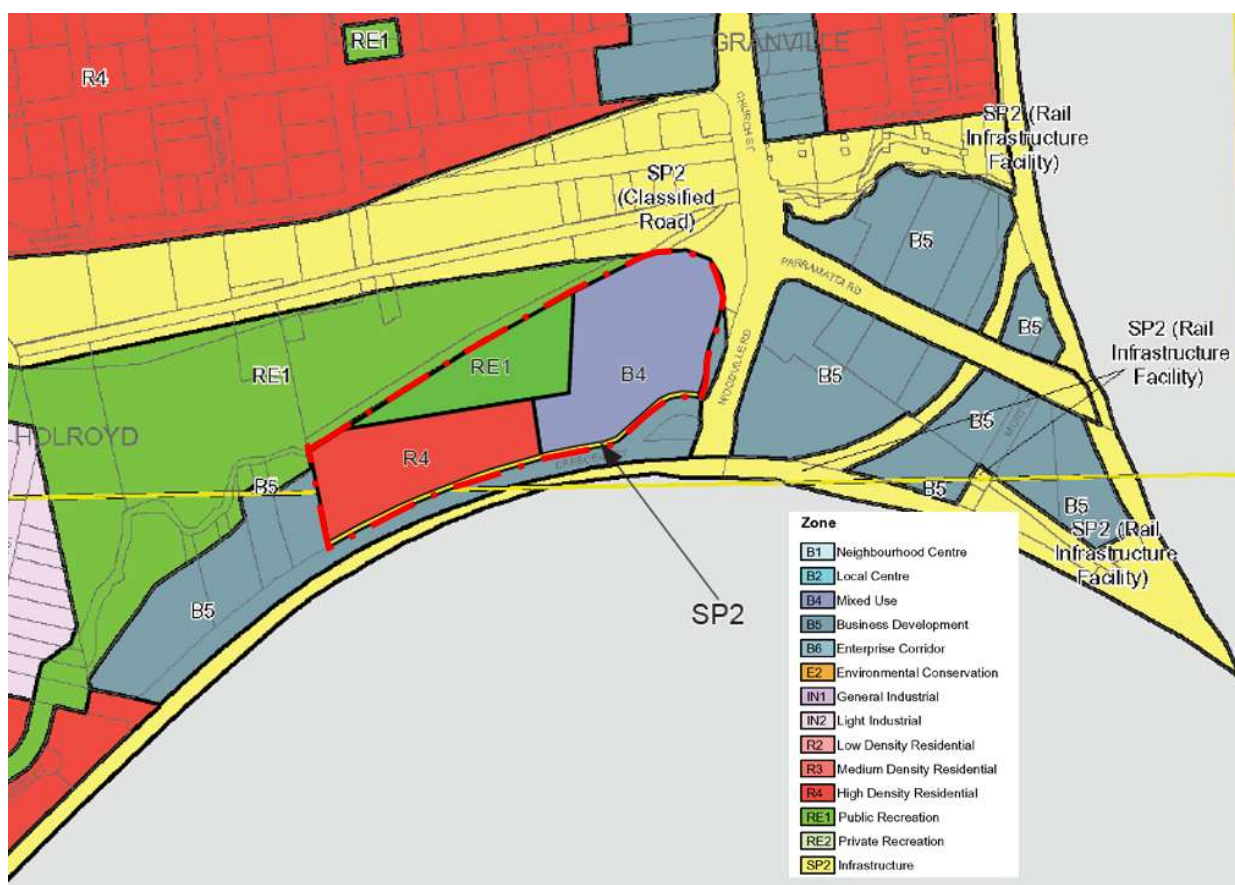 RE1
GRANVILLE
R4
CHURCH ST
SP2 (Rail
Infrastructure
Facility)
SP2
(Classified
Road)
B5
PARRAMATTA RD
B5
SP2 (Rail
Infrastructure
Facility)
RE1
RE1
B4
WOODVILLE RD
B5
HOLROYD
R4
B5
B5
B5
B5
SP2 (Rail
Infrastructure
Facility)
B5
SP2
Zone
B1 Neighbourhood Centre
B2 Local Centre
B4 Mixed Use
B5 Business Development
B6 Enterprise Corridor
E2 Environmental Conservation
IN1 General Industrial
IN2 Light Industrial
R2 Low Density Residential
R3 Medium Density Residential
R4 High Density Residential
RE1 Public Recreation
RE2 Private Recreation
SP2 Infrastructure